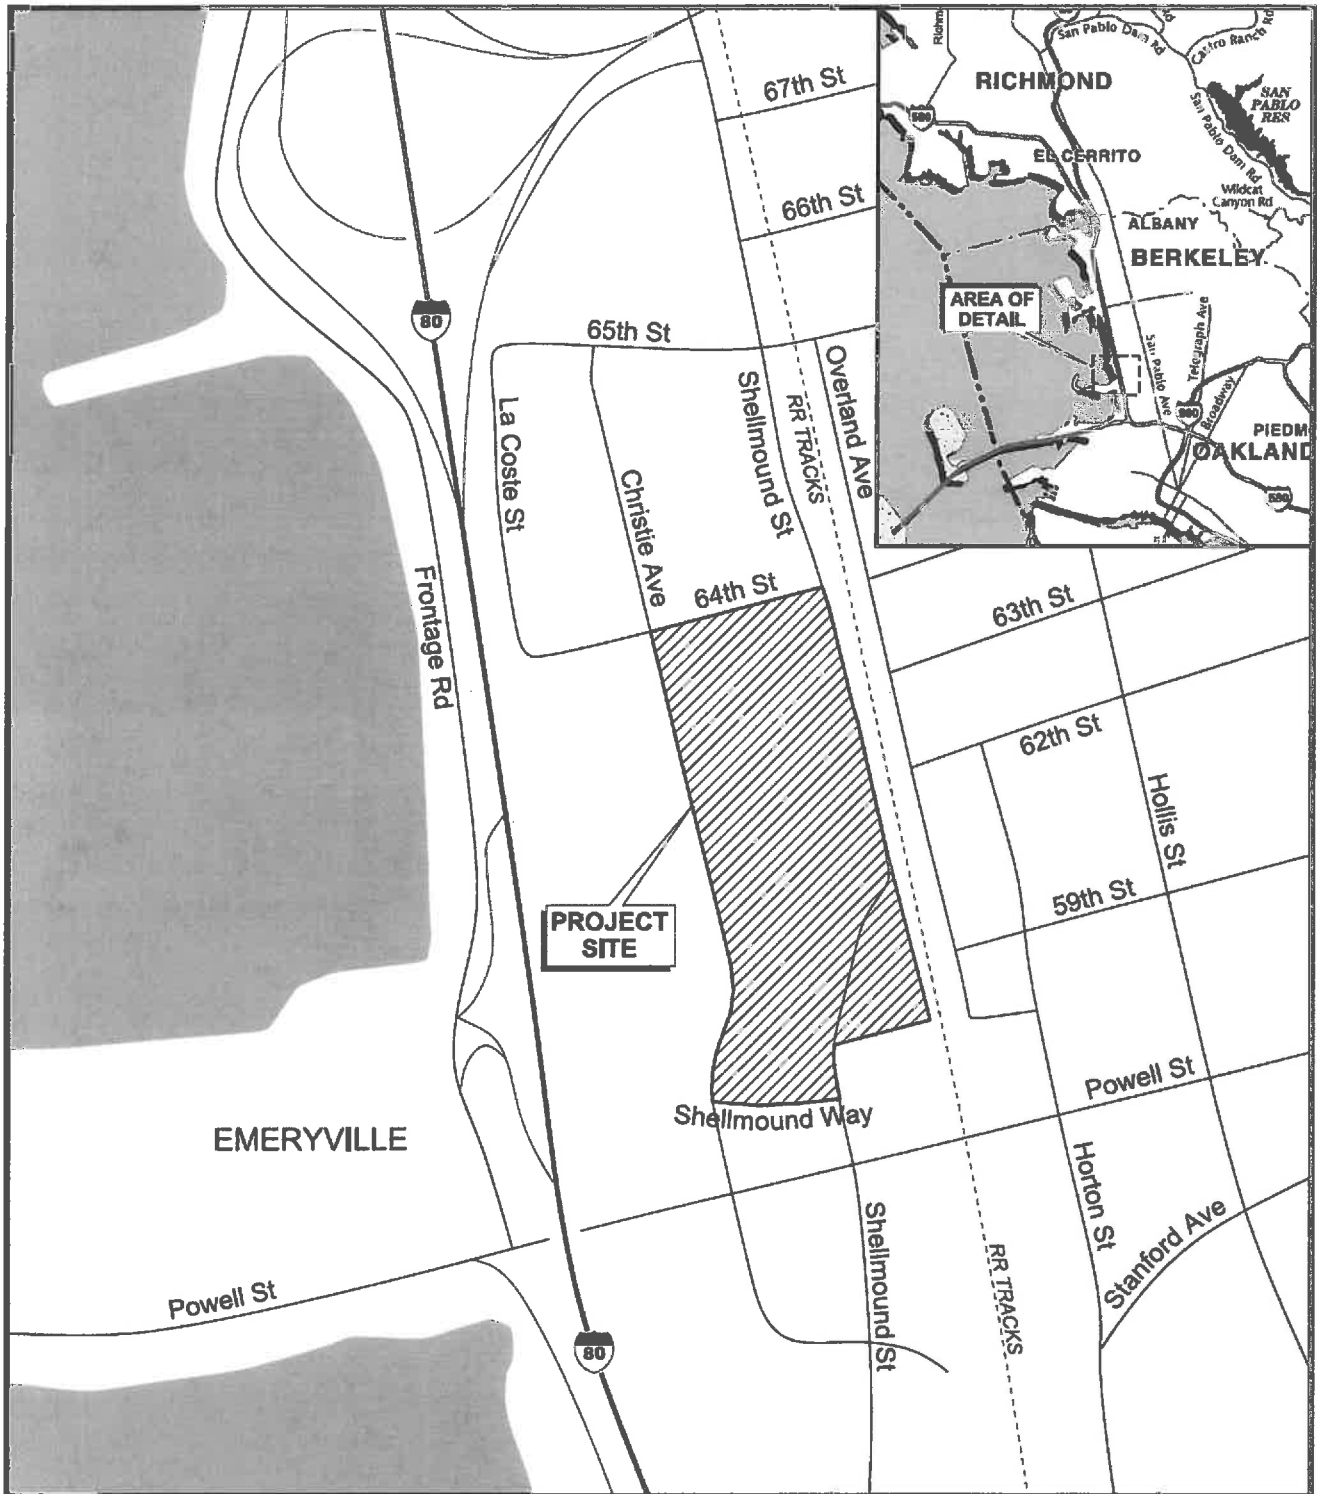 67th St
66th St
65th St
80
La Coste St
Christie Ave
Shellmound St
RR TRACKS
Overland Ave
Frontage Rd
64th St
63th St
62th St
Hollis St
59th St
PROJECT
SITE
Shellmound Way
Powell St
EMERYVILLE
Horton St
Stanford Ave
Shellmound St
RR TRACKS
Powell St
80
San Pablo Dam Rd
Castro Ranch Rd
RICHMOND
SAN
PABLO
RES
San Pablo Dam Rd
580
EL CERRITO
Wildcat
Canyon Rd
ALBANY
BERKELEY
AREA OF
DETAIL
San Pablo Ave
Telegraph Ave
Broadway
PIEDM
OAKLAND
580